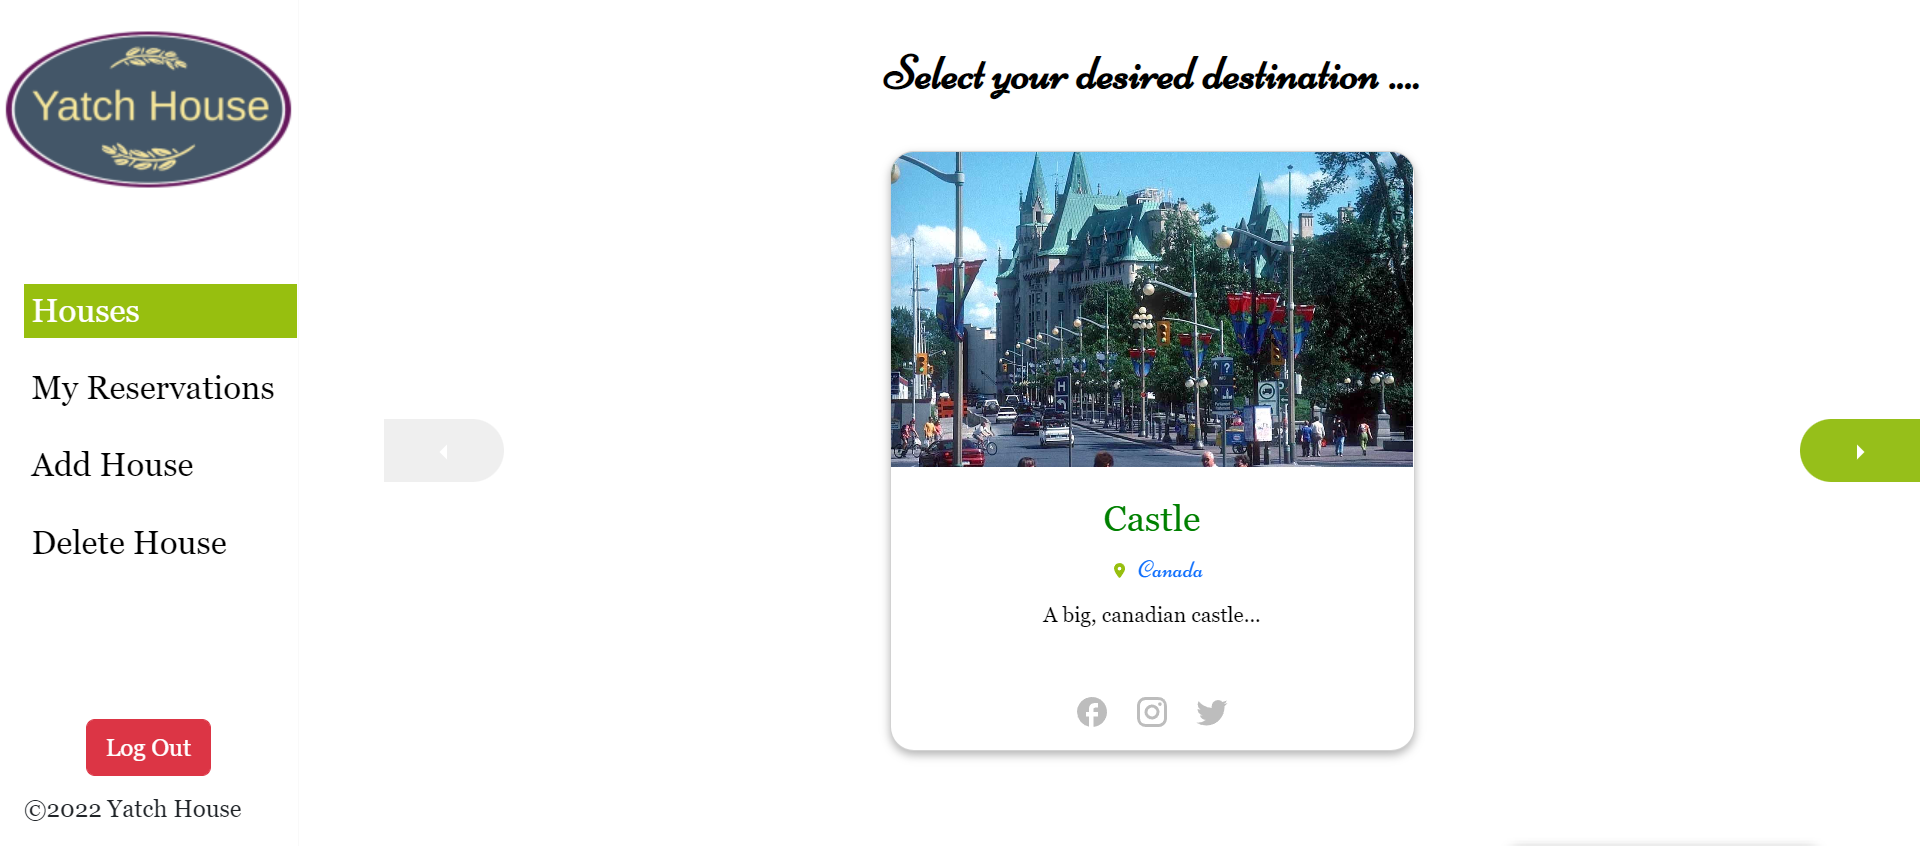 Yatch House
Houses
My Reservations
Add House
Delete House
Log Out
©2022 Yatch House
Select your desired destination ....
H
?
Castle
Canada
A big, canadian castle...